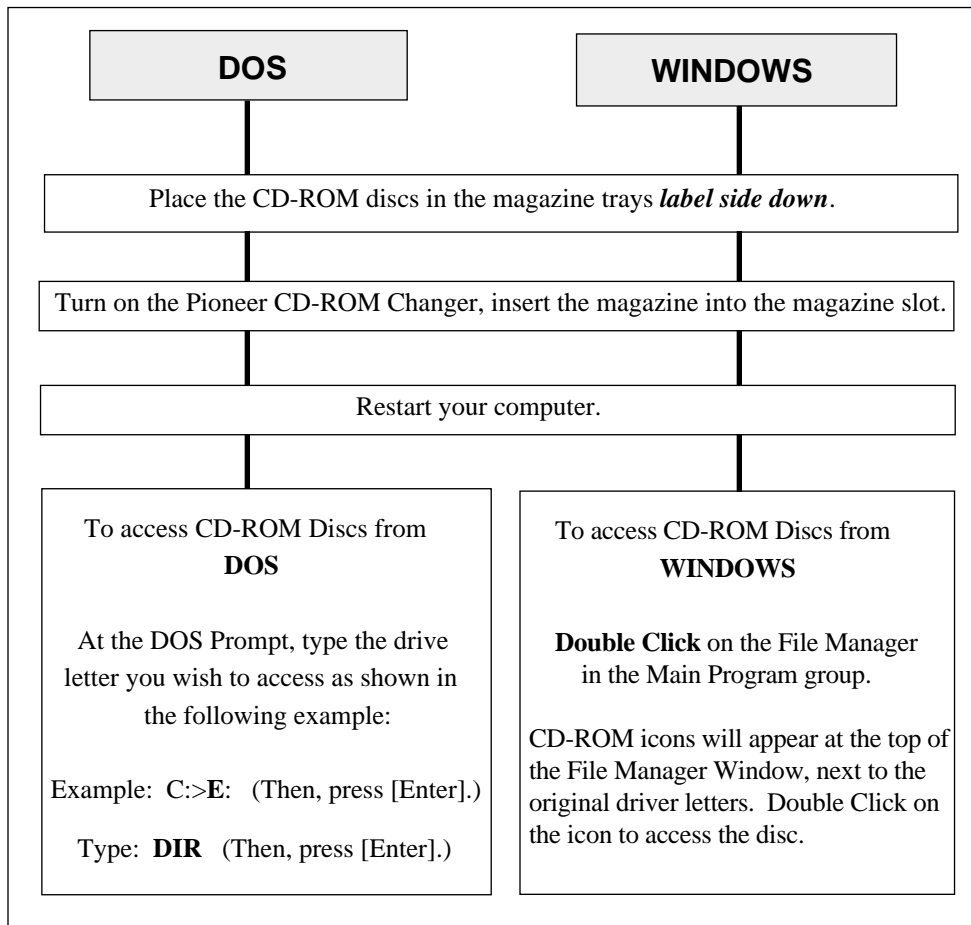 DOS
WINDOWS
Place the CD-ROM discs in the magazine trays label side down.
Turn on the Pioneer CD-ROM Changer, insert the magazine into the magazine slot.
Restart your computer.
To access CD-ROM Discs from
DOS
At the DOS Prompt, type the drive
letter you wish to access as shown in
the following example:
Example: C:>E: (Then, press [Enter].)
Type: DIR (Then, press [Enter].)
To access CD-ROM Discs from
WINDOWS
Double Click on the File Manager
in the Main Program group.
CD-ROM icons will appear at the top of
the File Manager Window, next to the
original driver letters. Double Click on
the icon to access the disc.